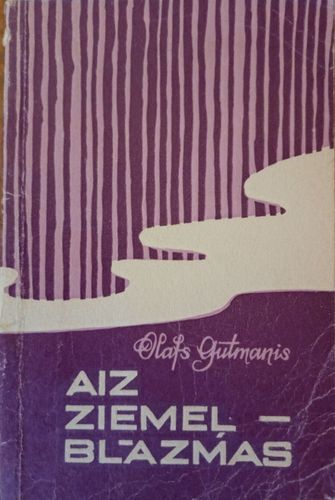 Olafs Gutmanis
AIZ
ZIEMEĻ –
BLĀZMAS